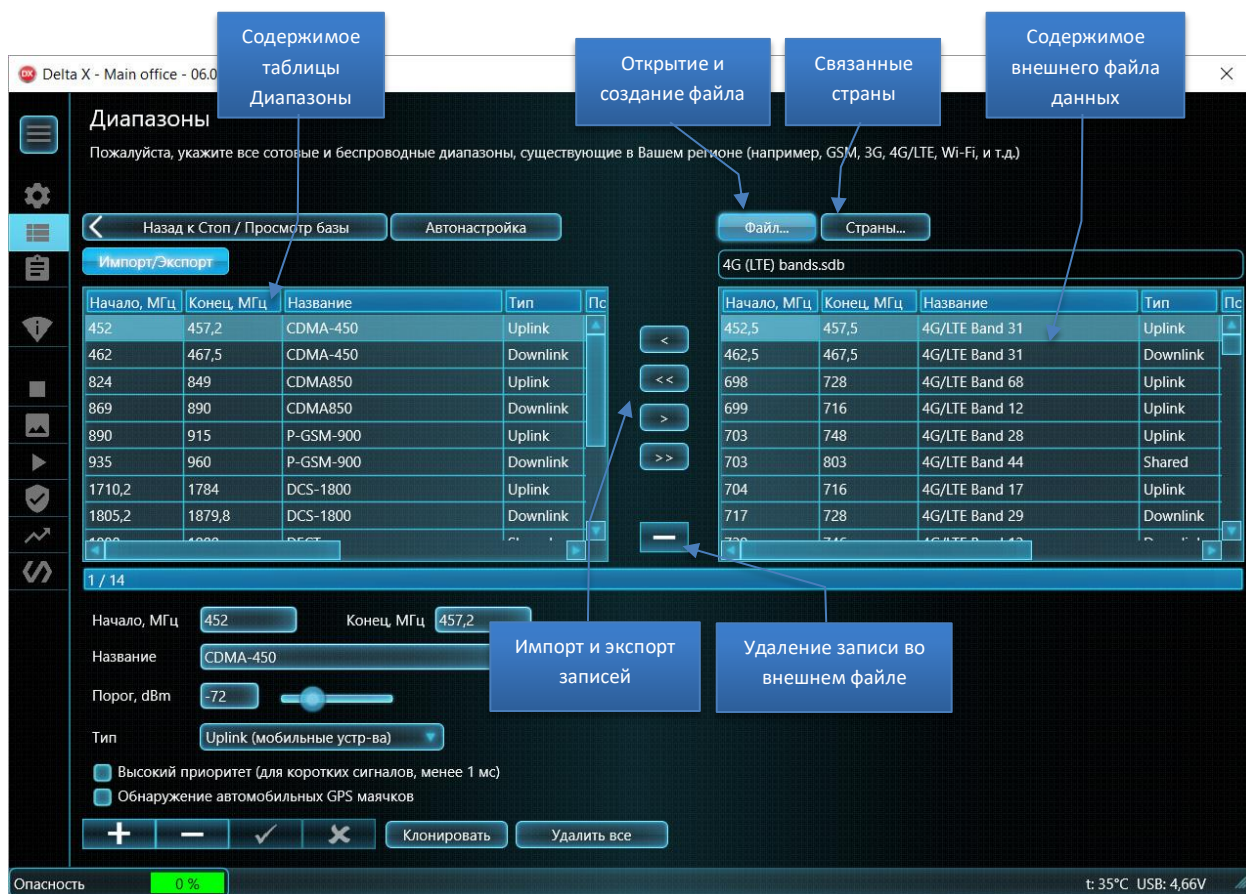 Содержимое
таблицы
Диапазоны
Открытие и
создание файла
Связанные
страны
Содержимое
внешнего файла
данных
Delta X - Main office - 06.0
Диапазоны
Пожалуйста, укажите все сотовые и беспроводные диапазоны, существующие в Вашем регионе (например, GSM, 3G, 4G/LTE, Wi-Fi, и т.д.)
Назад к Стоп / Просмотр базы
Автонастройка
Файл...
Страны...
Импорт/Экспорт
4G (LTE) bands.sdb
Начало, МГц Конец, МГц Название Тип По
452 457,2 CDMA-450 Uplink
462 467,5 CDMA-450 Downlink
824 849 CDMA850 Uplink
869 890 CDMA850 Downlink
890 915 P-GSM-900 Uplink
935 960 P-GSM-900 Downlink
1710,2 1784 DCS-1800 Uplink
1805,2 1879,8 DCS-1800 Downlink
<
<<
>
>>
Начало, МГц Конец, МГц Название Тип По
452,5 457,5 4G/LTE Band 31 Uplink
462,5 467,5 4G/LTE Band 31 Downlink
698 728 4G/LTE Band 68 Uplink
699 716 4G/LTE Band 12 Uplink
703 748 4G/LTE Band 28 Uplink
703 803 4G/LTE Band 44 Shared
704 716 4G/LTE Band 17 Uplink
717 728 4G/LTE Band 29 Downlink
1 / 14
Начало, МГц 452 Конец, МГц 457,2
Название CDMA-450
Порог, dBm -72
Тип Uplink (мобильные устр-ва)
Высокий приоритет (для коротких сигналов, менее 1 мс)
Обнаружение автомобильных GPS маячков
Клонировать
Удалить все
Импорт и экспорт
записей
Удаление записи во
внешнем файле
Опасность 0 %
t: 35°C USB: 4,66V